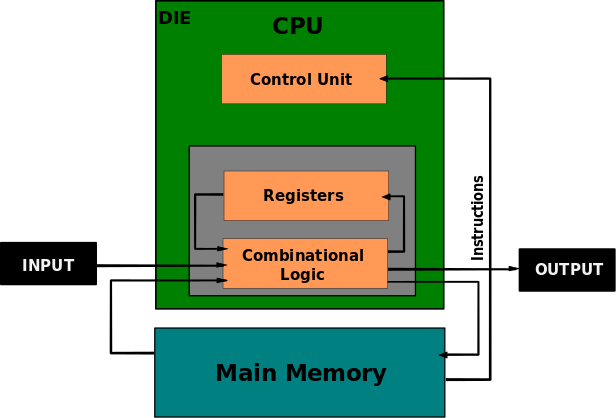 DIE
CPU
Control Unit
Registers
Instructions
INPUT
Combinational
Logic
OUTPUT
Main Memory